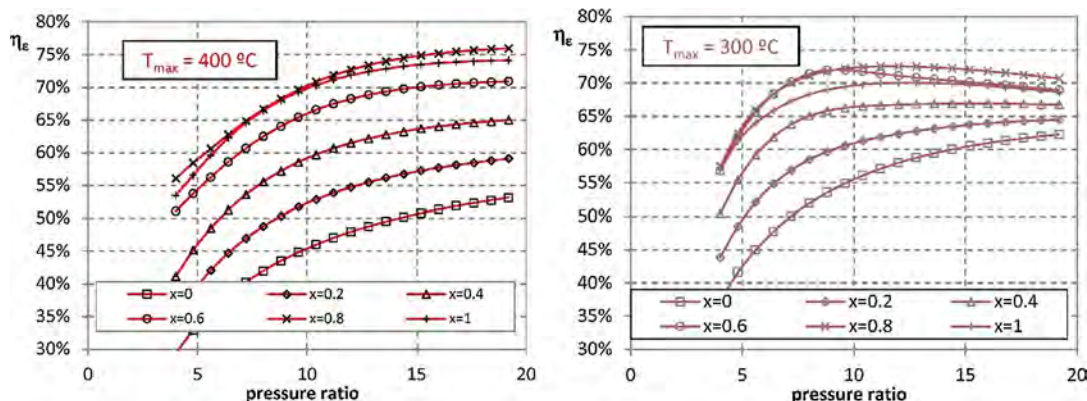 80%
75%
70%
65%
60%
55%
50%
45%
40%
35%
30%
ηε
Tmax = 400 ºC
x=0
x=0.2
x=0.4
x=0.6
x=0.8
x=1
0
5
10
15
20
pressure ratio
80%
75%
70%
65%
60%
55%
50%
45%
40%
35%
30%
ηε
Tmax = 300 ºC
x=0
x=0.2
x=0.4
x=0.6
x=0.8
x=1
0
5
10
15
20
pressure ratio